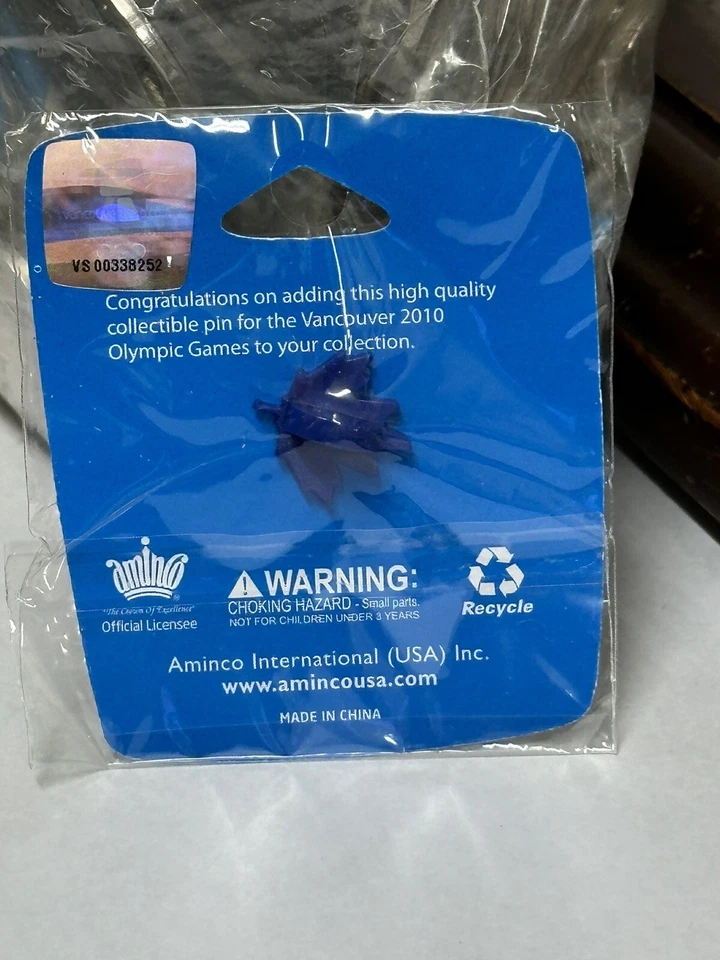 VS 00338252
Congratulations on adding this high quality
collectible pin for the Vancouver 2010
Olympic Games to your collection.
aminco
"The Crown Of Excellence"
Official Licensee
WARNING:
CHOKING HAZARD - Small parts.
NOT FOR CHILDREN UNDER 3 YEARS
Recycle
Aminco International (USA) Inc.
www.amincousa.com
MADE IN CHINA